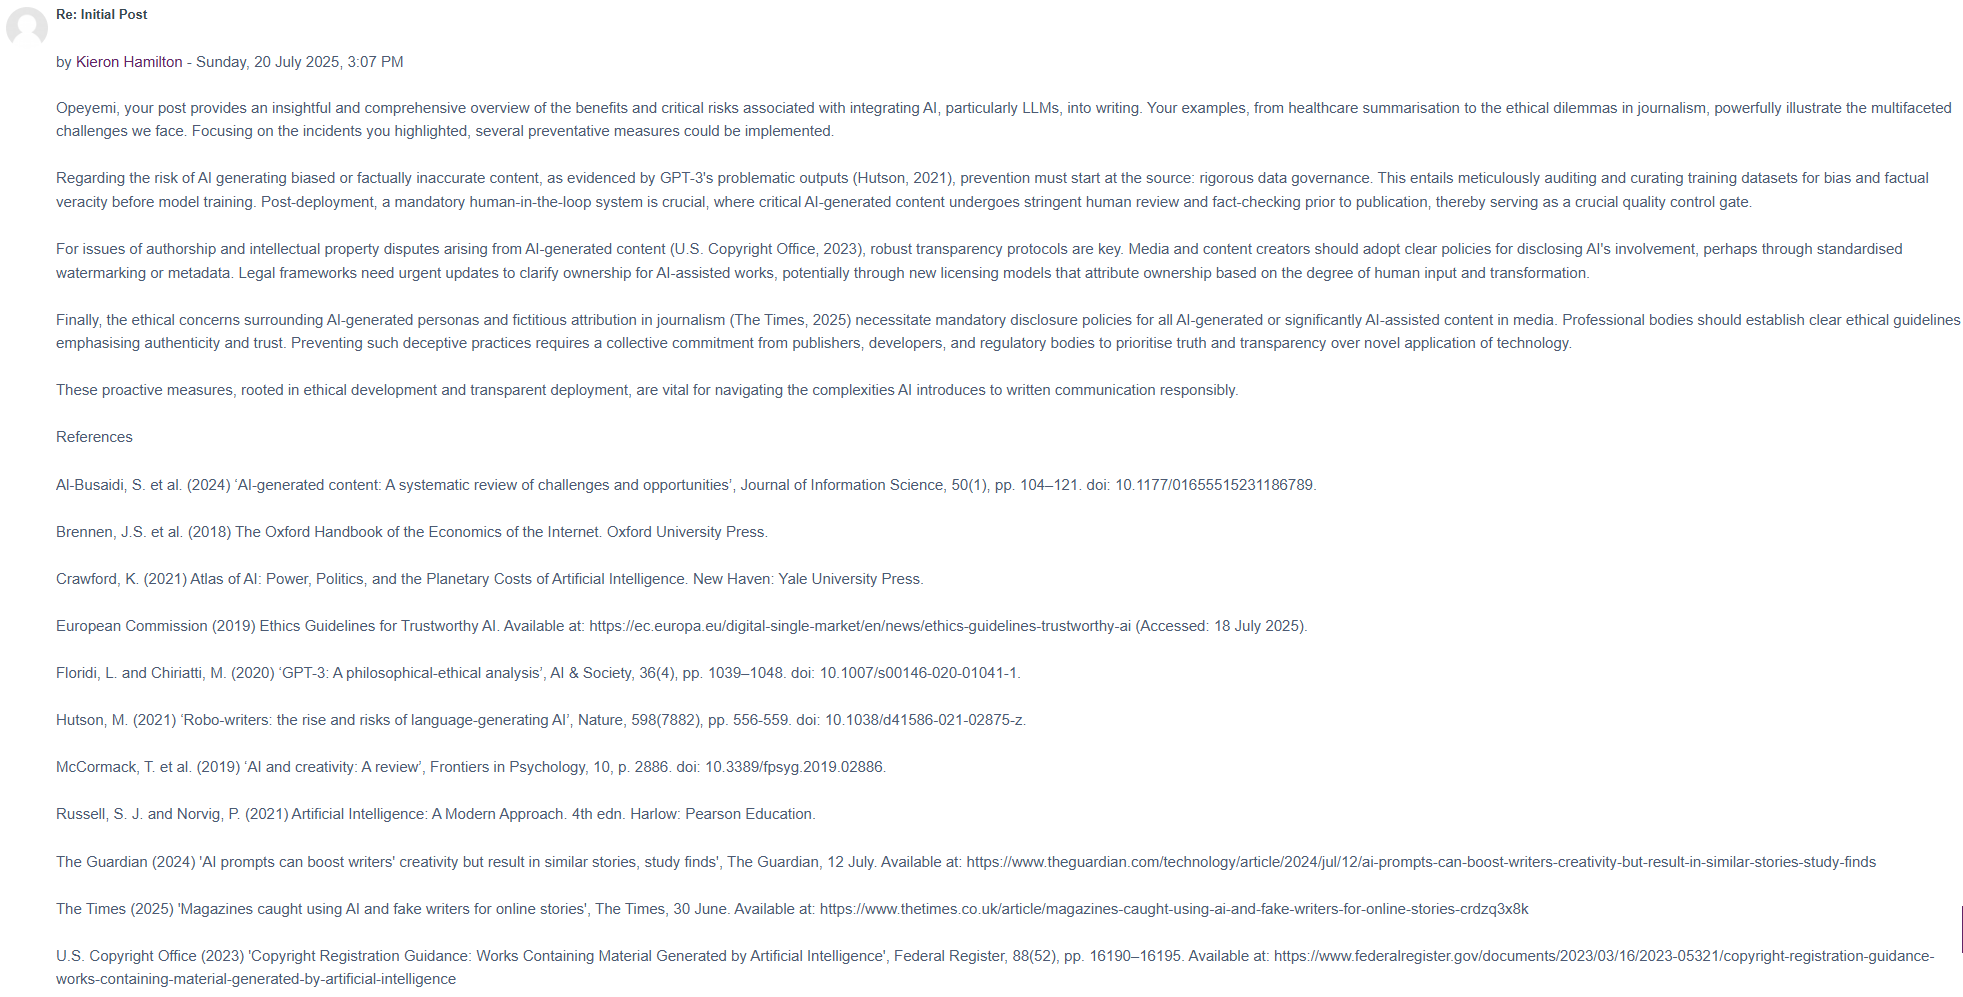 Re: Initial Post
by Kieron Hamilton - Sunday, 20 July 2025, 3:07 PM
Opeyemi, your post provides an insightful and comprehensive overview of the benefits and critical risks associated with integrating AI, particularly LLMs, into writing. Your examples, from healthcare summarisation to the ethical dilemmas in journalism, powerfully illustrate the multifaceted
challenges we face. Focusing on the incidents you highlighted, several preventative measures could be implemented.
Regarding the risk of AI generating biased or factually inaccurate content, as evidenced by GPT-3's problematic outputs (Hutson, 2021), prevention must start at the source: rigorous data governance. This entails meticulously auditing and curating training datasets for bias and factual
veracity before model training. Post-deployment, a mandatory human-in-the-loop system is crucial, where critical AI-generated content undergoes stringent human review and fact-checking prior to publication, thereby serving as a crucial quality control gate.
For issues of authorship and intellectual property disputes arising from AI-generated content (U.S. Copyright Office, 2023), robust transparency protocols are key. Media and content creators should adopt clear policies for disclosing AI's involvement, perhaps through standardised
watermarking or metadata. Legal frameworks need urgent updates to clarify ownership for AI-assisted works, potentially through new licensing models that attribute ownership based on the degree of human input and transformation.
Finally, the ethical concerns surrounding AI-generated personas and fictitious attribution in journalism (The Times, 2025) necessitate mandatory disclosure policies for all AI-generated or significantly AI-assisted content in media. Professional bodies should establish clear ethical guidelines
emphasising authenticity and trust. Preventing such deceptive practices requires a collective commitment from publishers, developers, and regulatory bodies to prioritise truth and transparency over novel application of technology.
These proactive measures, rooted in ethical development and transparent deployment, are vital for navigating the complexities AI introduces to written communication responsibly.
References
Al-Busaidi, S. et al. (2024) ‘AI-generated content: A systematic review of challenges and opportunities’, Journal of Information Science, 50(1), pp. 104–121. doi: 10.1177/01655515231186789.
Brennen, J.S. et al. (2018) The Oxford Handbook of the Economics of the Internet. Oxford University Press.
Crawford, K. (2021) Atlas of AI: Power, Politics, and the Planetary Costs of Artificial Intelligence. New Haven: Yale University Press.
European Commission (2019) Ethics Guidelines for Trustworthy AI. Available at: https://ec.europa.eu/digital-single-market/en/news/ethics-guidelines-trustworthy-ai (Accessed: 18 July 2025).
Floridi, L. and Chiriatti, M. (2020) ‘GPT-3: A philosophical-ethical analysis’, AI & Society, 36(4), pp. 1039–1048. doi: 10.1007/s00146-020-01041-1.
Hutson, M. (2021) ‘Robo-writers: the rise and risks of language-generating AI’, Nature, 598(7882), pp. 556-559. doi: 10.1038/d41586-021-02875-z.
McCormack, T. et al. (2019) ‘AI and creativity: A review’, Frontiers in Psychology, 10, p. 2886. doi: 10.3389/fpsyg.2019.02886.
Russell, S. J. and Norvig, P. (2021) Artificial Intelligence: A Modern Approach. 4th edn. Harlow: Pearson Education.
The Guardian (2024) 'AI prompts can boost writers' creativity but result in similar stories, study finds', The Guardian, 12 July. Available at: https://www.theguardian.com/technology/article/2024/jul/12/ai-prompts-can-boost-writers-creativity-but-result-in-similar-stories-study-finds
The Times (2025) 'Magazines caught using AI and fake writers for online stories', The Times, 30 June. Available at: https://www.thetimes.co.uk/article/magazines-caught-using-ai-and-fake-writers-for-online-stories-crdzq3x8k
U.S. Copyright Office (2023) 'Copyright Registration Guidance: Works Containing Material Generated by Artificial Intelligence', Federal Register, 88(52), pp. 16190–16195. Available at: https://www.federalregister.gov/documents/2023/03/16/2023-05321/copyright-registration-guidance-
works-containing-material-generated-by-artificial-intelligence